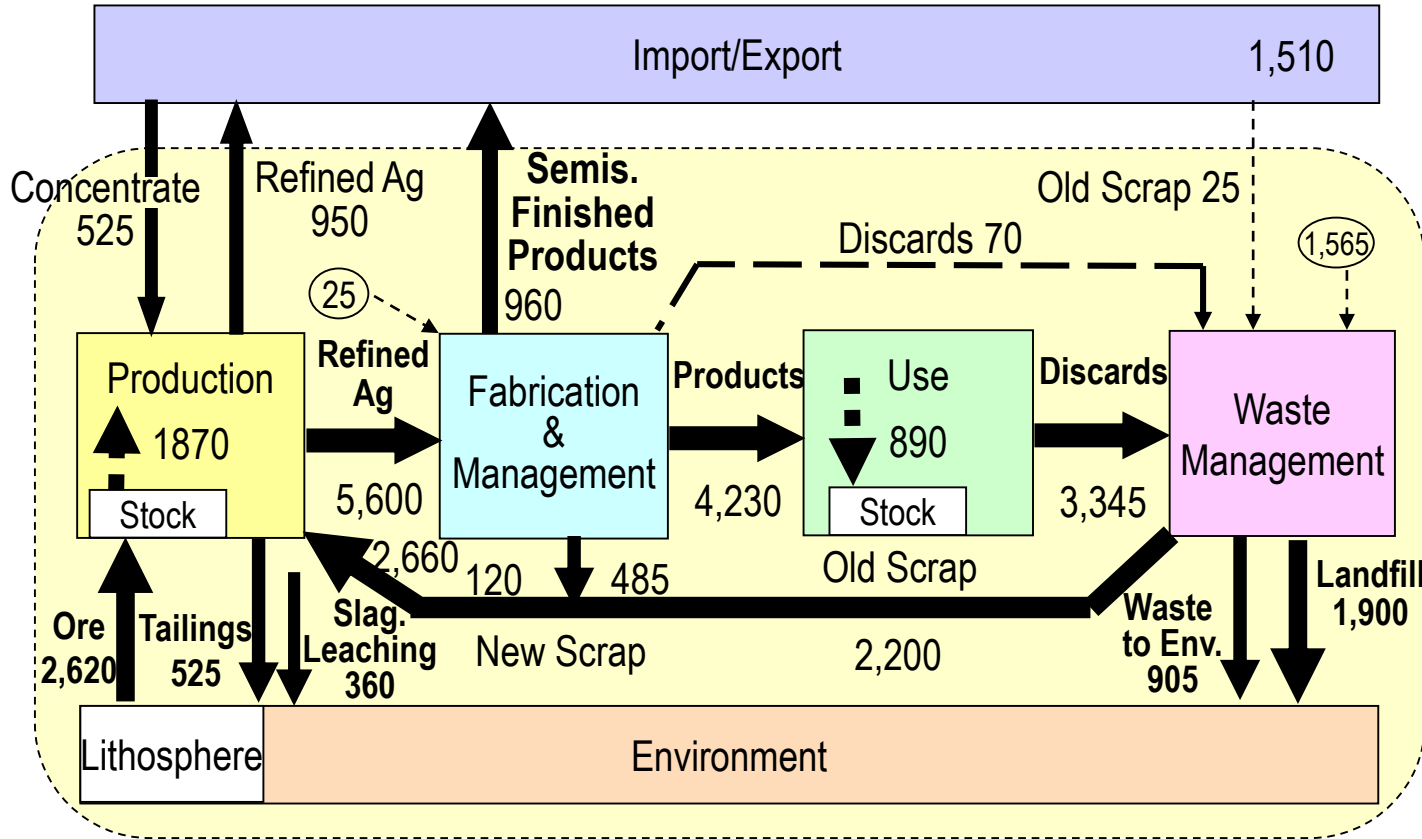 Import/Export
1,510
Concentrate
525
Refined Ag
950
Semis.
Finished
Products
960
Old Scrap 25
Discards 70
1,565
25
Production
1870
Stock
Refined
Ag
5,600
Fabrication
&
Management
Products
4,230
Use
890
Stock
Discards
3,345
Waste
Management
2,660
120
485
Old Scrap
New Scrap
2,200
Ore
2,620
Tailings
525
Slag.
Leaching
360
Waste
to Env.
905
Landfill
1,900
Lithosphere
Environment